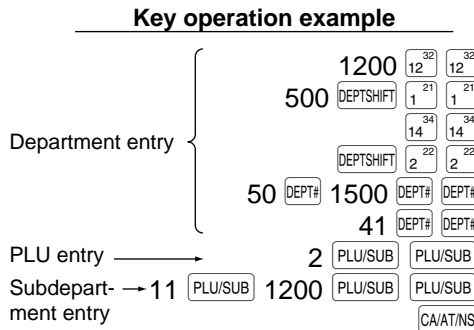 Key operation example
1200 12 32 12 32
500 DEPTSHIFT 1 21 1 21
14 34 14 34
Department entry
DEPTSHIFT 2 22 2 22
50 DEPT# 1500 DEPT# DEPT#
41 DEPT# DEPT#
PLU entry 2 PLU/SUB PLU/SUB
Subdepart- 11 PLU/SUB 1200 PLU/SUB PLU/SUB
ment entry
CA/AT/NS